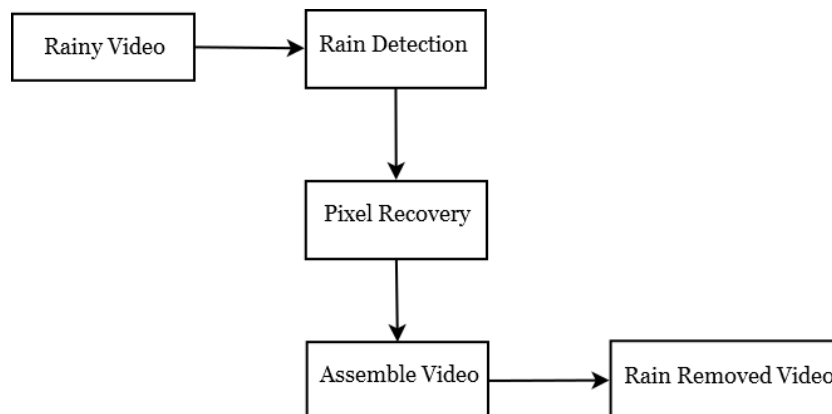 Rainy Video
Rain Detection
Pixel Recovery
Assemble Video
Rain Removed Video